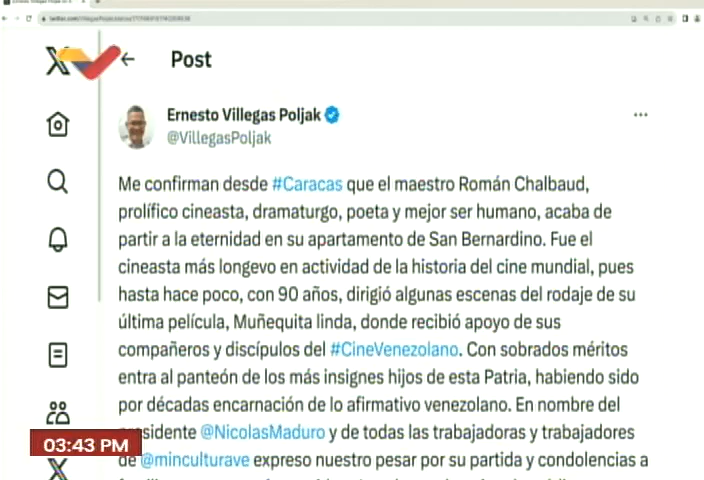 Post
Ernesto Villegas Poljak
@VillegasPoljak
Me confirman desde #Caracas que el maestro Román Chalbaud,
prolífico cineasta, dramaturgo, poeta y mejor ser humano, acaba de
partir a la eternidad en su apartamento de San Bernardino. Fue el
cineasta más longevo en actividad de la historia del cine mundial, pues
hasta hace poco, con 90 años, dirigió algunas escenas del rodaje de su
última película, Muñequita linda, donde recibió apoyo de sus
compañeros y discípulos del #CineVenezolano. Con sobrados méritos
entra al panteón de los más insignes hijos de esta Patria, habiendo sido
por décadas encarnación de lo afirmativo venezolano. En nombre del
@NicolasMaduro y de todas las trabajadoras y trabajadores
de @minculturave expreso nuestro pesar por su partida y condolencias a
03:43 PM